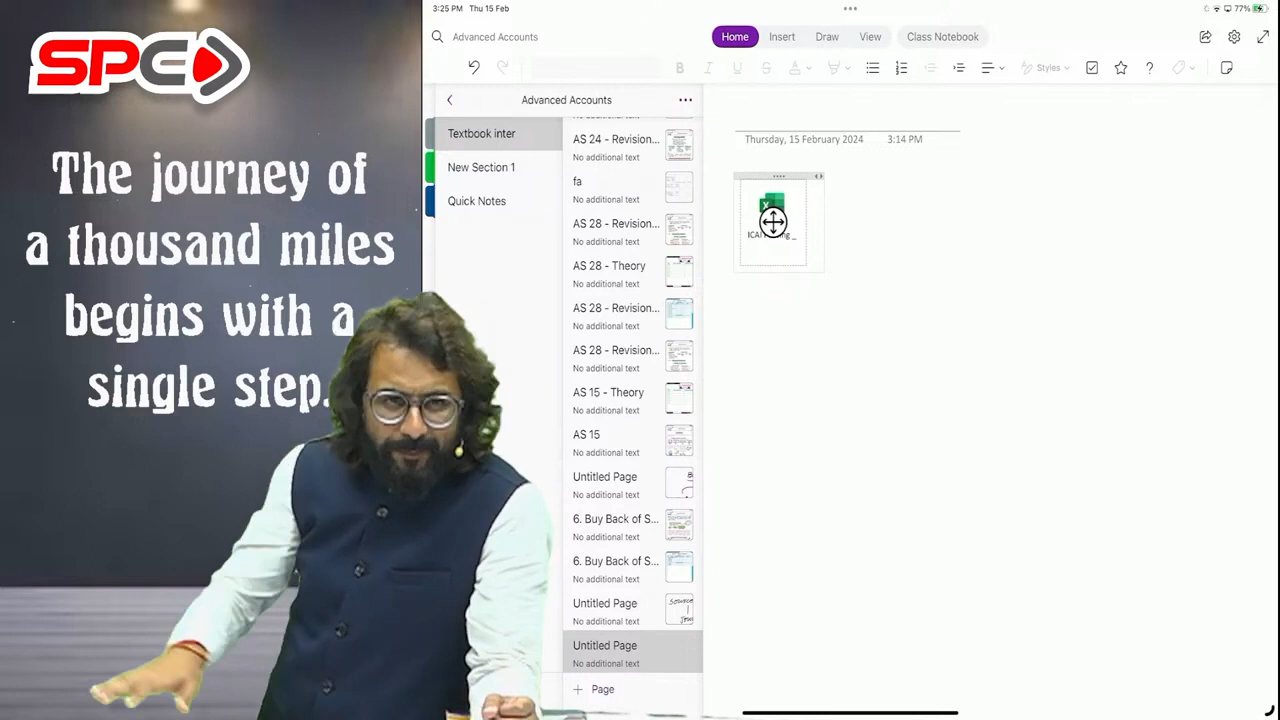 SPED
The journey of
a thousand miles
begins with a
single step.
3:25 PM Thu 15 Feb
77%
Advanced Accounts
Home Insert Draw View Class Notebook
B I U S A Styles ?
Advanced Accounts
Textbook inter
New Section 1
Quick Notes
No additional text
AS 24 - Revision...
No additional text
fa
No additional text
AS 28 - Revision...
No additional text
AS 28 - Theory
No additional text
AS 28 - Revision...
No additional text
AS 28 - Revision...
No additional text
AS 15 - Theory
No additional text
AS 15
No additional text
Untitled Page
No additional text
6. Buy Back of S...
No additional text
6. Buy Back of S...
No additional text
Untitled Page
No additional text
Untitled Page
No additional text
+ Page
Thursday, 15 February 2024 3:14 PM
ICAI